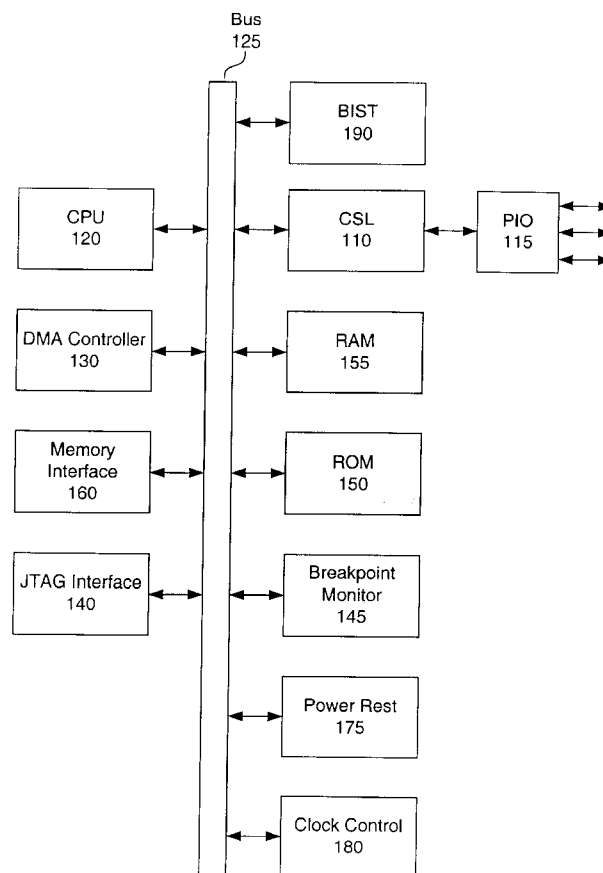 Bus
125
BIST
190
CPU
120
CSL
110
PIO
115
DMA Controller
130
RAM
155
Memory
Interface
160
ROM
150
JTAG Interface
140
Breakpoint
Monitor
145
Power Rest
175
Clock Control
180